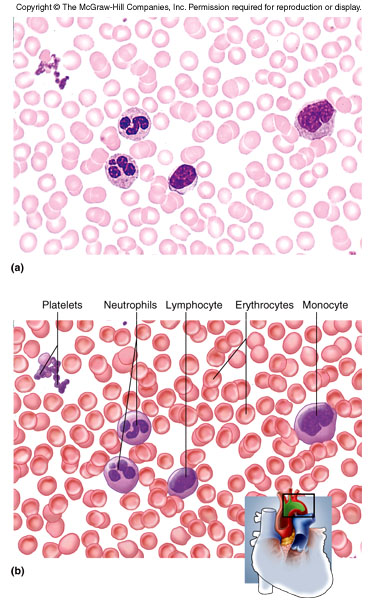 Copyright © The McGraw-Hill Companies, Inc. Permission required for reproduction or display.
(a)
Platelets Neutrophils Lymphocyte Erythrocytes Monocyte
(b)